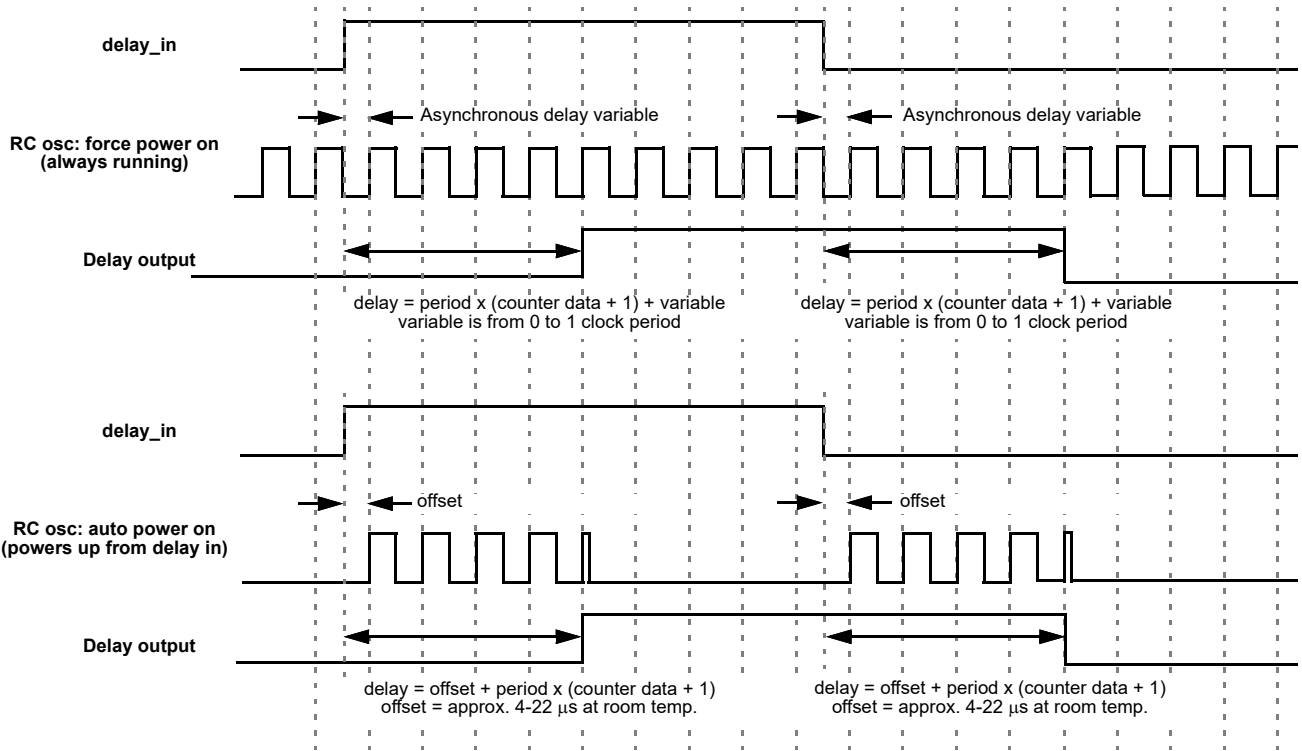 delay_in
Asynchronous delay variable
Asynchronous delay variable
RC osc: force power on
(always running)
Delay output
delay = period x (counter data + 1) + variable
variable is from 0 to 1 clock period
delay = period x (counter data + 1) + variable
variable is from 0 to 1 clock period
delay_in
offset
offset
RC osc: auto power on
(powers up from delay in)
Delay output
delay = offset + period x (counter data + 1)
offset = approx. 4-22 μs at room temp.
delay = offset + period x (counter data + 1)
offset = approx. 4-22 μs at room temp.